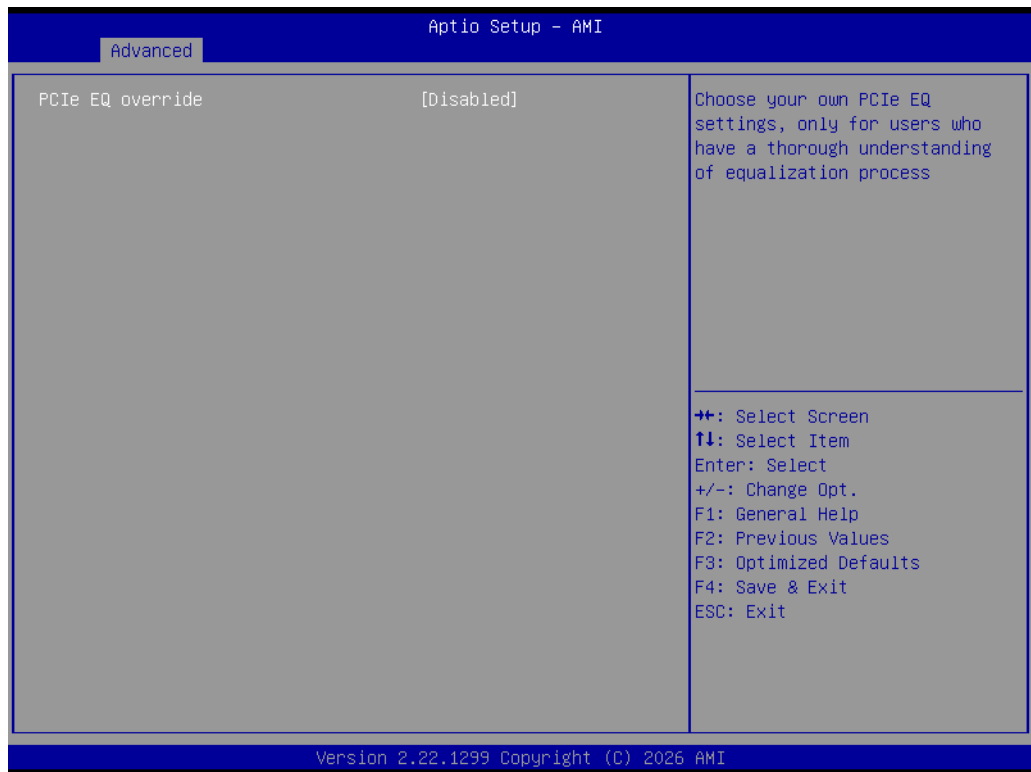 Aptio Setup – AMI
Advanced
PCIe EQ override [Disabled]
Choose your own PCIe EQ
settings, only for users who
have a thorough understanding
of equalization process
→←: Select Screen
↑↓: Select Item
Enter: Select
+/-: Change Opt.
F1: General Help
F2: Previous Values
F3: Optimized Defaults
F4: Save & Exit
ESC: Exit
Version 2.22.1299 Copyright (C) 2026 AMI